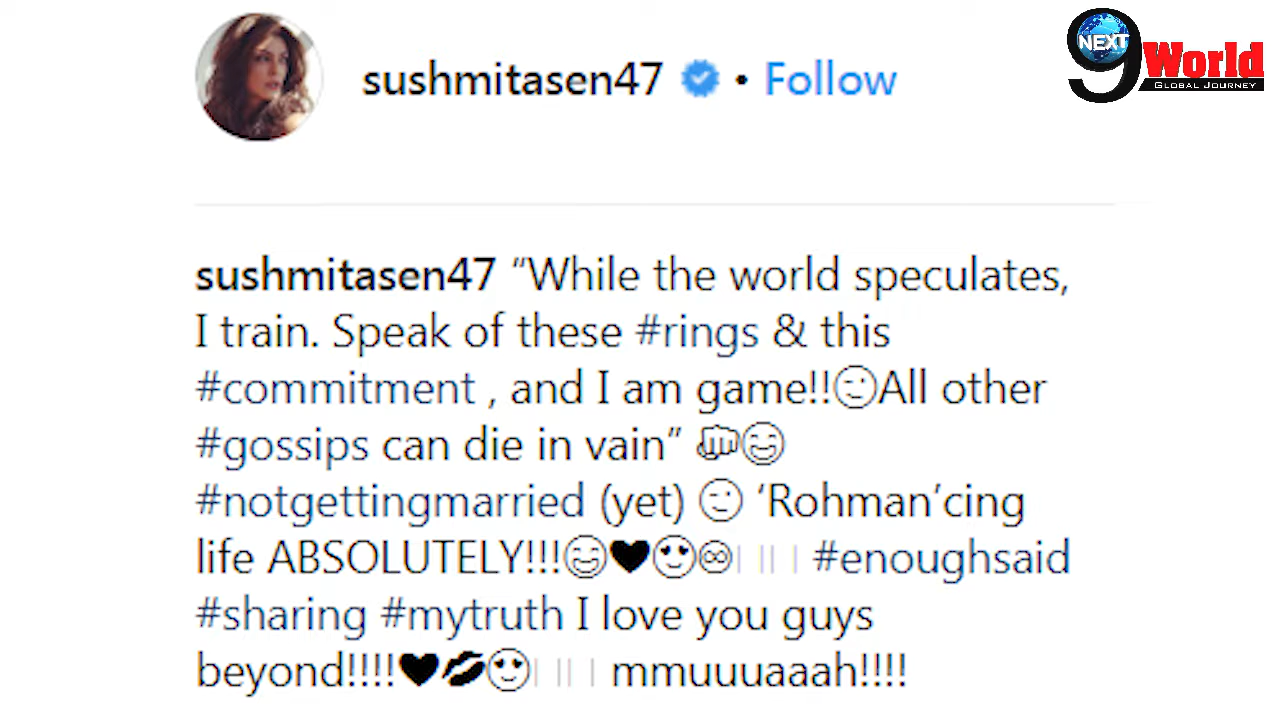 sushmitasen47 • Follow
NEXT
9 World
GLOBAL JOURNEY
sushmitasen47 “While the world speculates,
I train. Speak of these #rings & this
#commitment , and I am game!!😉All other
#gossips can die in vain” 👊😄
#notgettingmarried (yet) 😉 ‘Rohman’cing
life ABSOLUTELY!!!😄❤😍♾ #enoughsaid
#sharing #mytruth I love you guys
beyond!!!!❤💋😍 mmuuuaaah!!!!